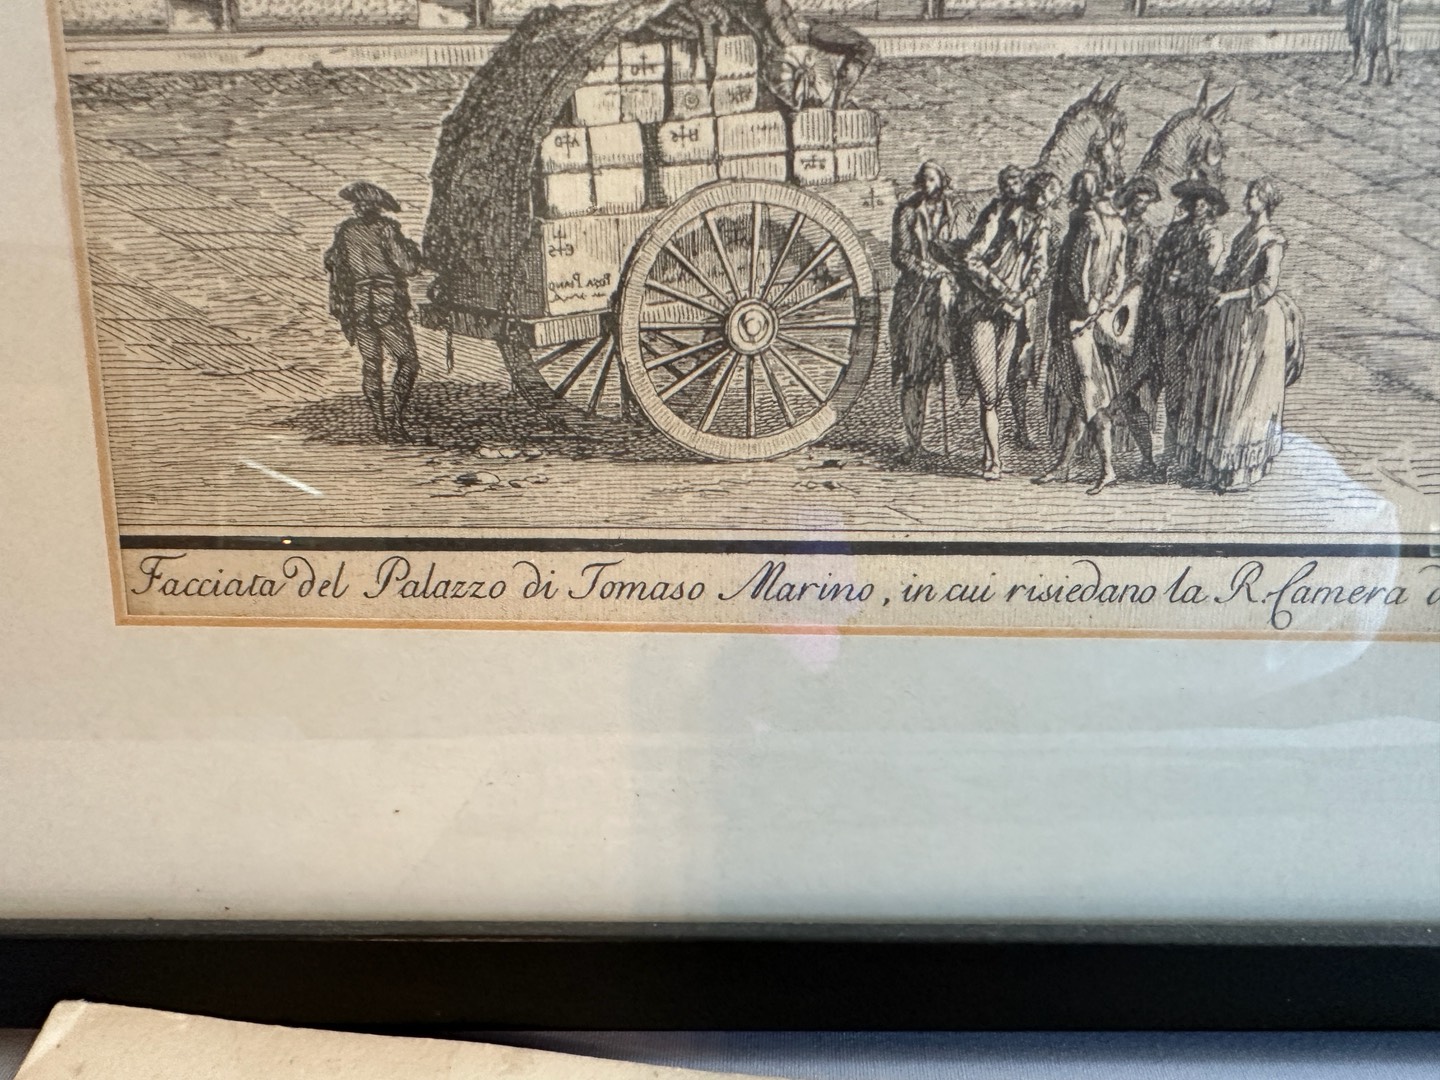 Facciata del Palazzo di Tomaso Marino, in cui risiedano la R. Camera